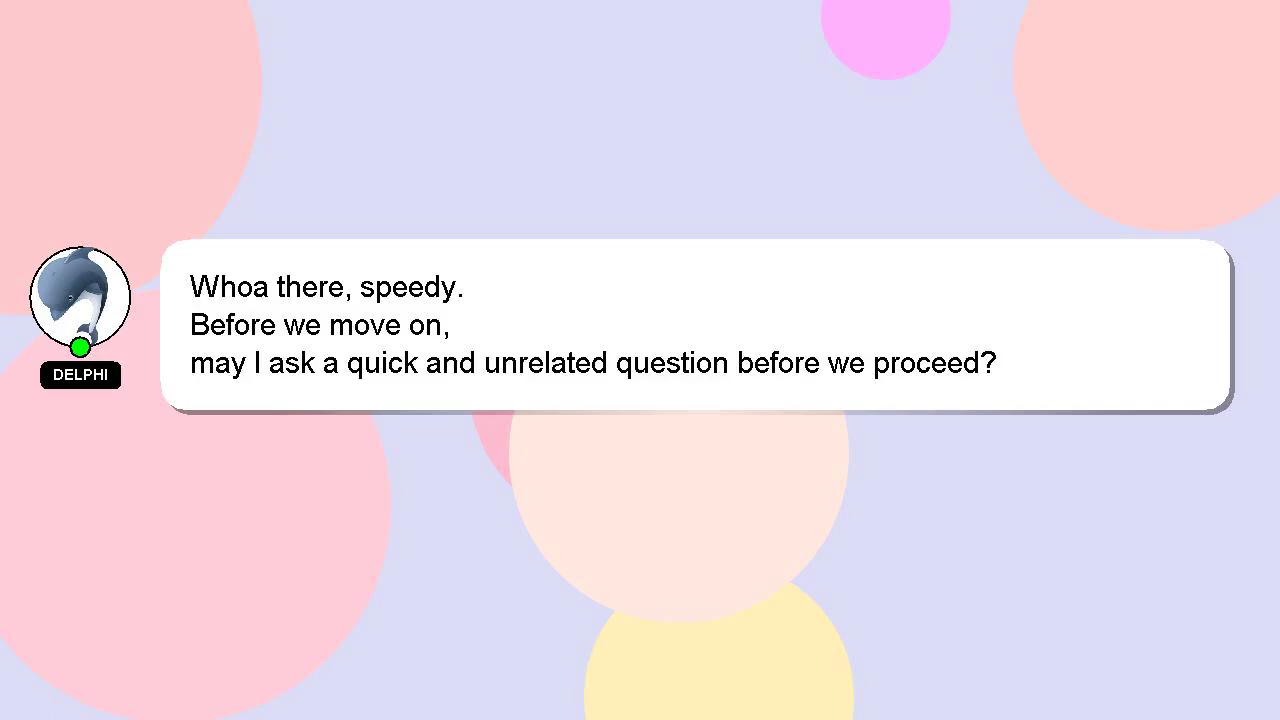 Whoa there, speedy.
Before we move on,
may I ask a quick and unrelated question before we proceed?
DELPHI